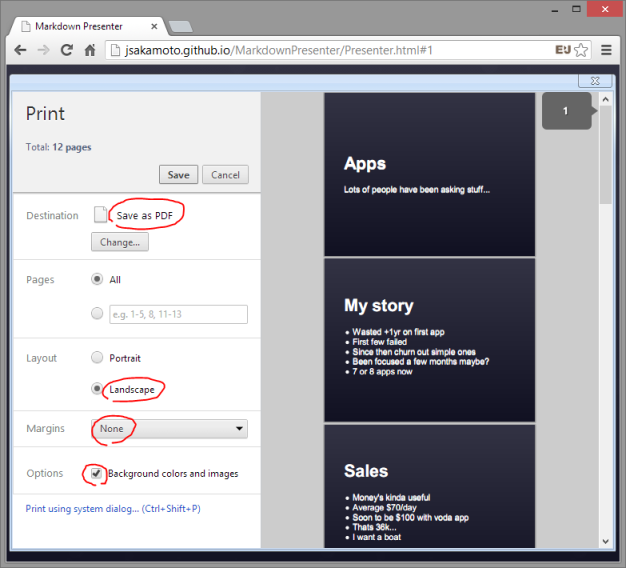 Markdown Presenter
jsakamoto.github.io/MarkdownPresenter/Presenter.html#1
Print
Total: 12 pages
Save Cancel
Destination Save as PDF
Change...
Pages All
e.g. 1-5, 8, 11-13
Layout Portrait
Landscape
Margins None
Options Background colors and images
Print using system dialog... (Ctrl+Shift+P)
1
Apps
Lots of people have been asking stuff...
My story
Wasted +1yr on first app
First few failed
Since then churn out simple ones
Been focused a few months maybe?
7 or 8 apps now
Sales
Money's kinda useful
Average $70/day
Soon to be $100 with voda app
Thats 36k...
I want a boat